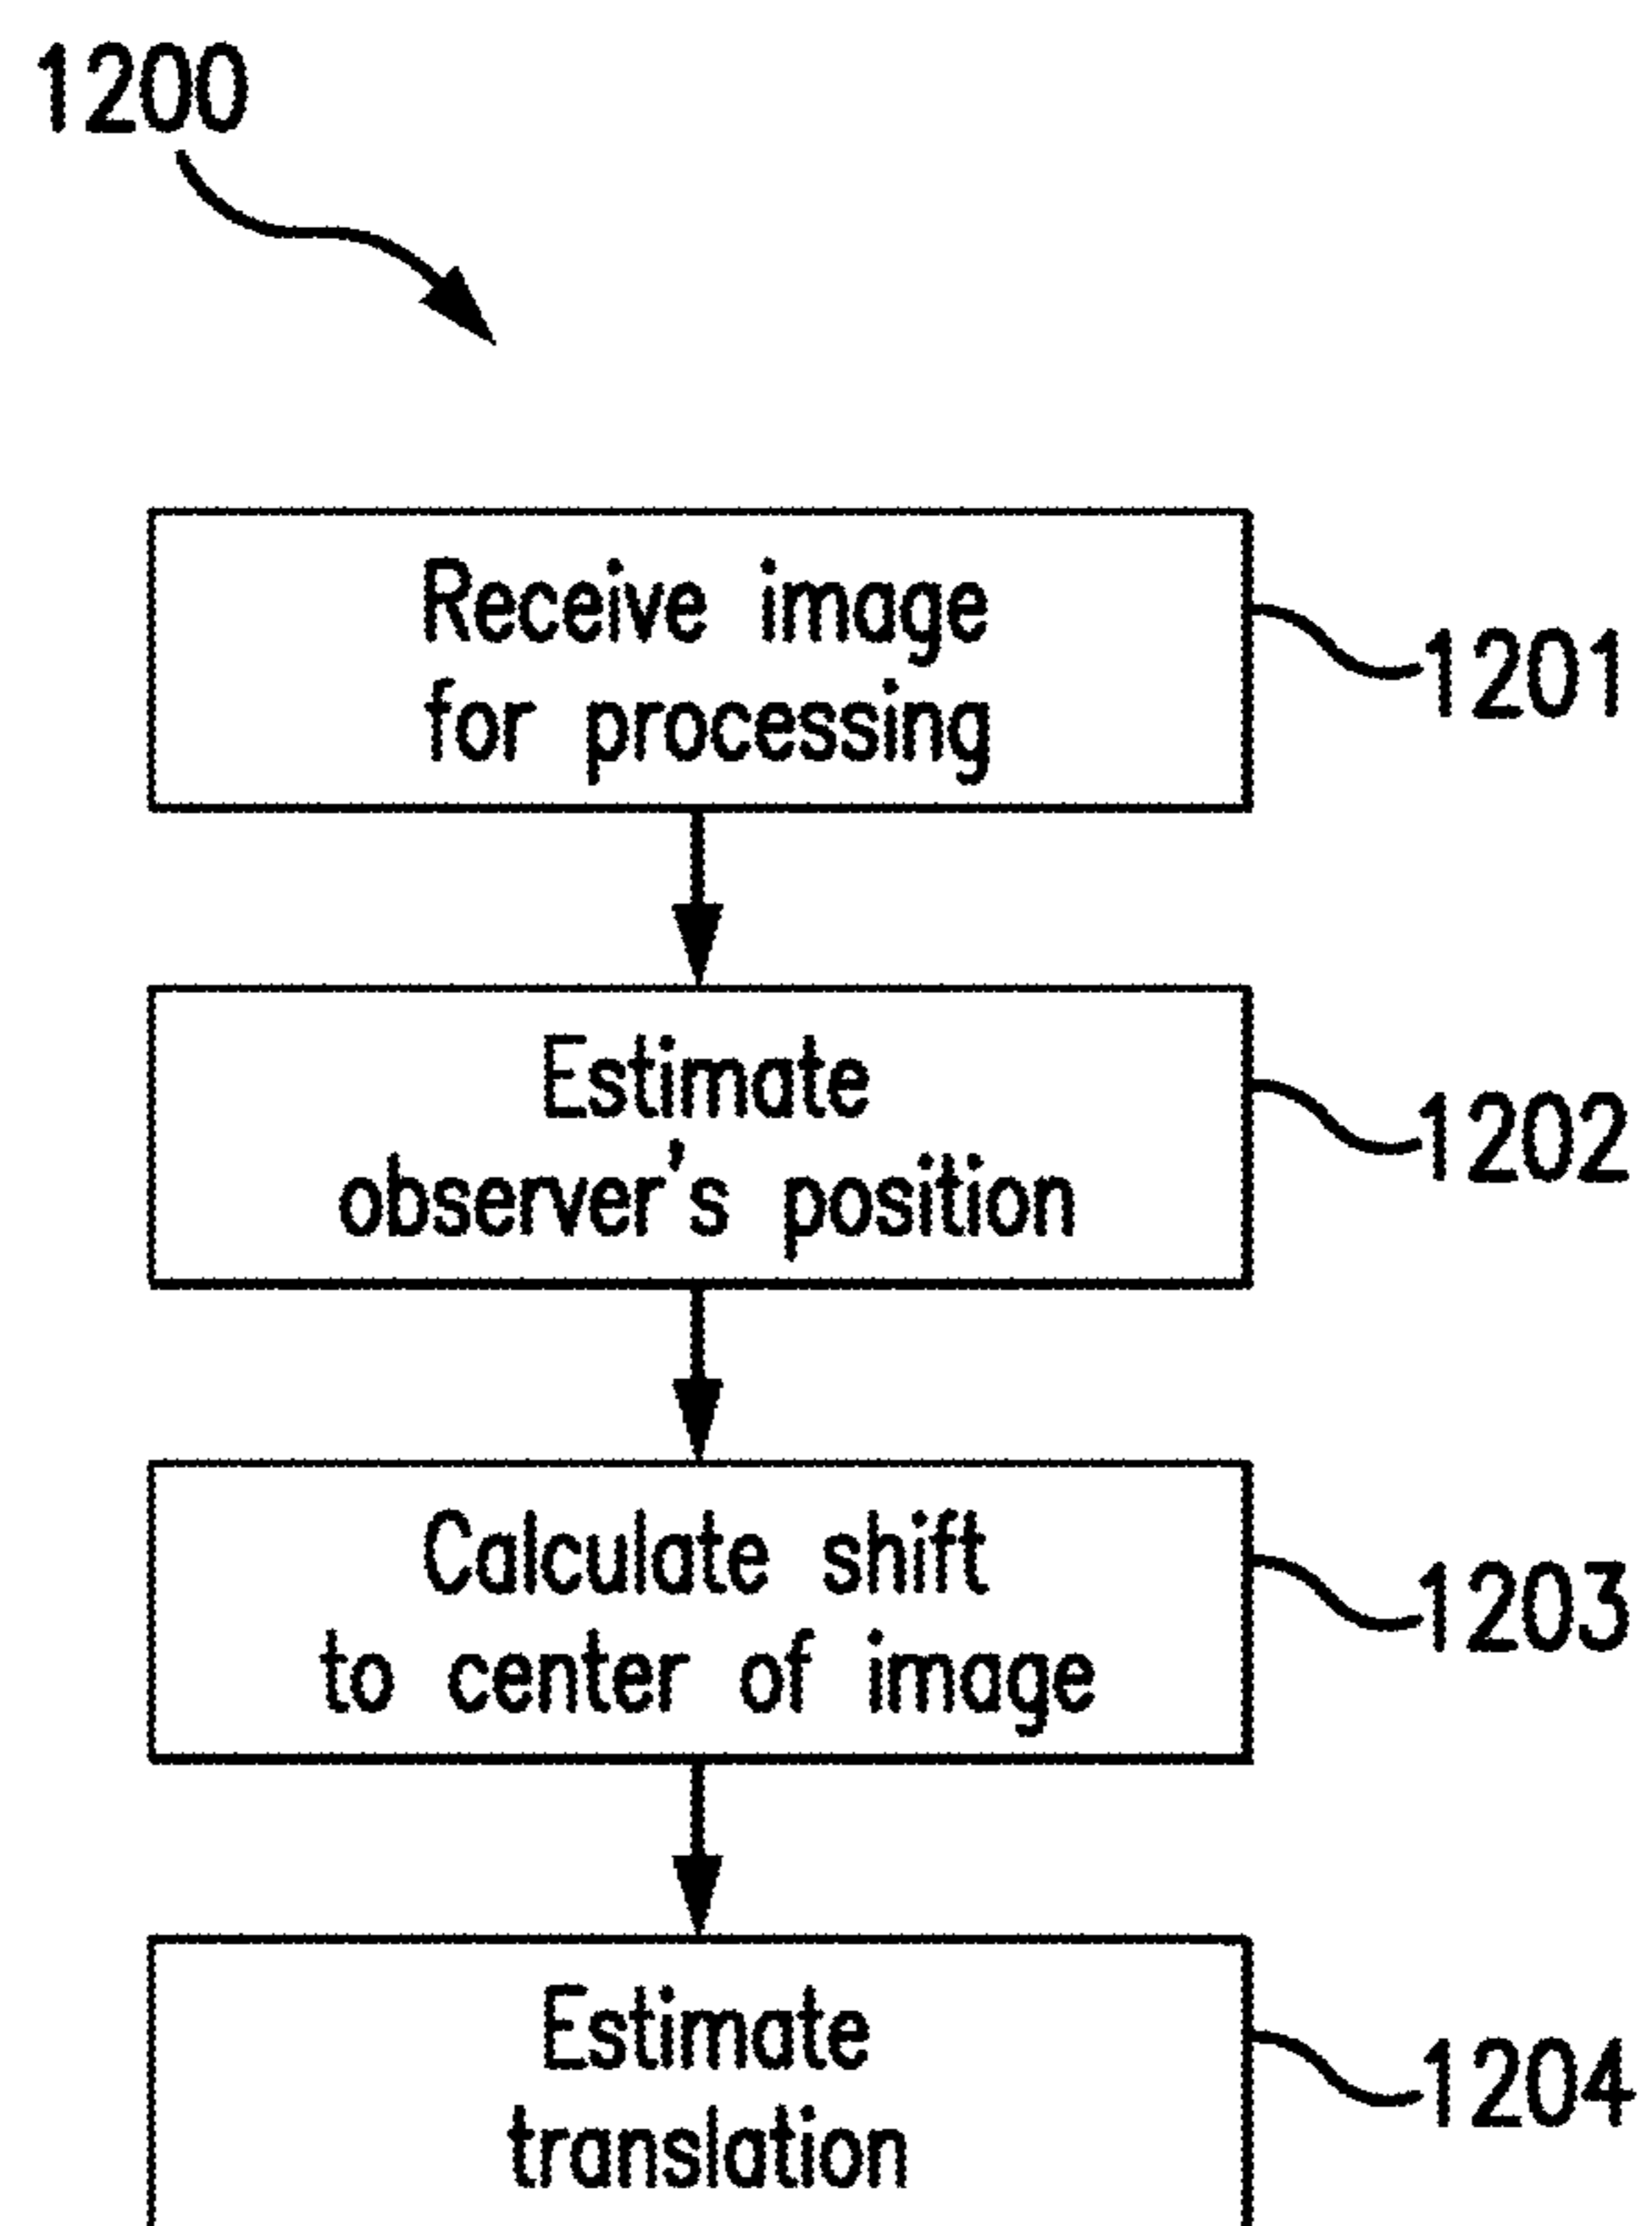 1200
Receive image
for processing
1201
Estimate
observer's position
1202
Calculate shift
to center of image
1203
Estimate
translation
1204